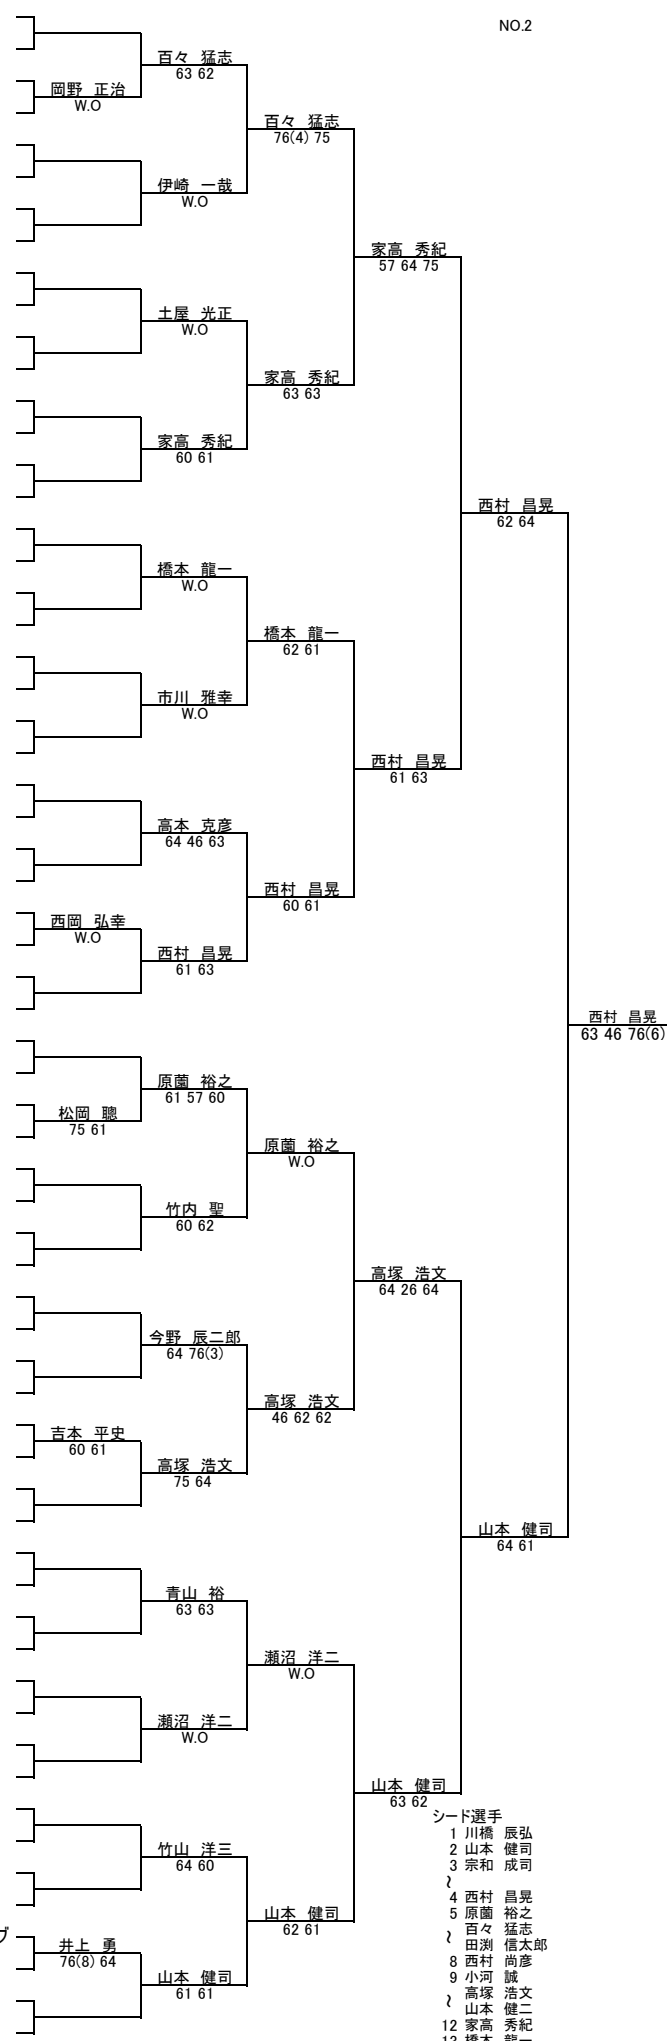 NO.2
百々 猛志
63 62
岡野 正治
W.O
百々 猛志
76(4) 75
伊崎 一哉
W.O
家高 秀紀
57 64 75
土屋 光正
W.O
家高 秀紀
63 63
家高 秀紀
60 61
西村 昌晃
62 64
橋本 龍一
W.O
橋本 龍一
62 61
市川 雅幸
W.O
西村 昌晃
61 63
高本 克彦
64 46 63
西村 昌晃
60 61
西岡 弘幸
W.O
西村 昌晃
61 63
西村 昌晃
63 46 76(6)
原薗 裕之
61 57 60
松岡 聰
75 61
原薗 裕之
W.O
竹内 聖
60 62
高塚 浩文
64 26 64
今野 辰二郎
64 76(3)
高塚 浩文
46 62 62
吉本 平史
60 61
高塚 浩文
75 64
山本 健司
64 61
青山 裕
63 63
瀬沼 洋二
W.O
瀬沼 洋二
W.O
山本 健司
63 62
竹山 洋三
64 60
山本 健司
62 61
ブ
井上 勇
76(8) 64
山本 健司
61 61
シード選手
1 川橋 辰弘
2 山本 健司
3 宗和 成司
~
4 西村 昌晃
5 原薗 裕之
百々 猛志
~
田渕 信太郎
8 西村 尚彦
9 小河 誠
高塚 浩文
~
山本 健二
12 家高 秀紀
13 橋本 龍一